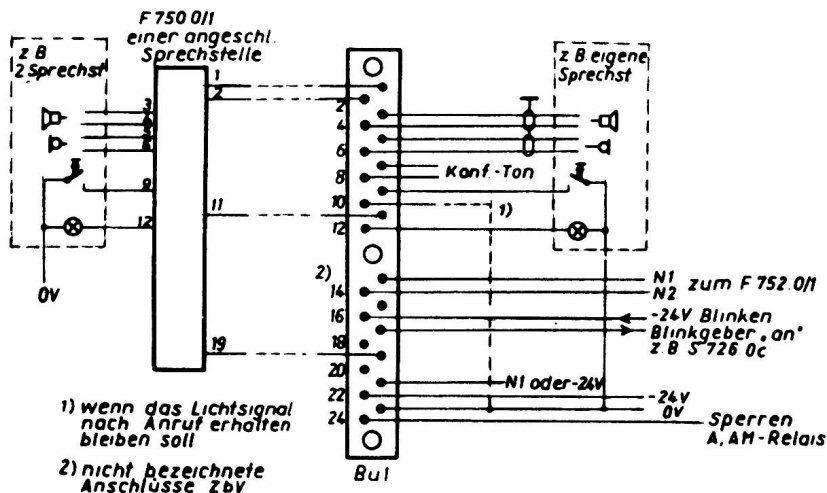 F 750 0/1
einer angeschl.
Sprechstelle
z B
2 Sprechst
3
9
12
0V
1
2
11
19
2
4
6
8
10
12
2)
14
16
18
20
22
24
Bu1
z B. eigene
Sprechst
Konf.-Ton
1)
N1
N2
zum F 752.0/1
-24V Blinken
Blinkgeber „an"
z.B S 726 0c
N1 oder -24V
-24V
0V
Sperren
A, AM-Relais
1) wenn das Lichtsignal
nach Anruf erhalten
bleiben soll
2) nicht bezeichnete
Anschlüsse ZbV